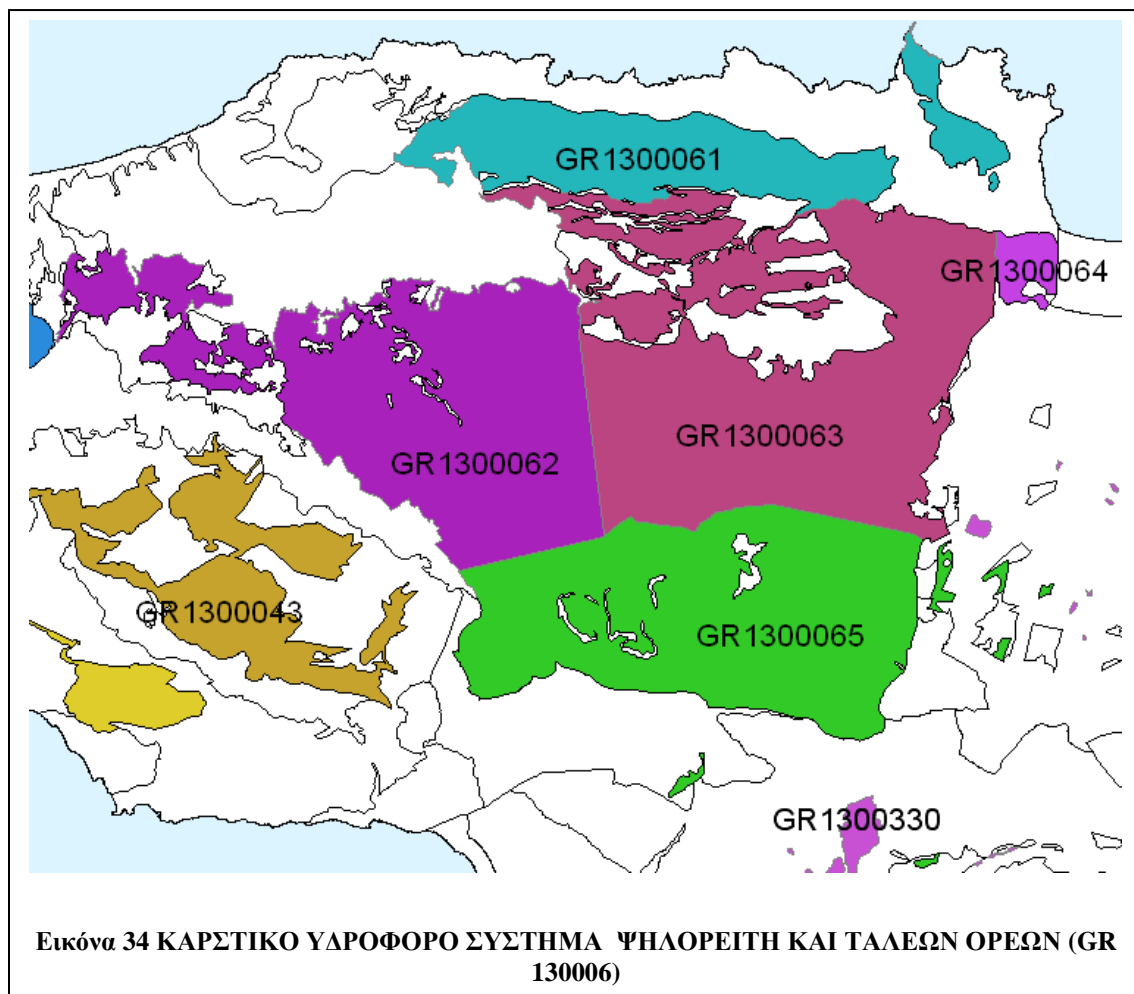 GR1300061
GR1300064
GR1300063
GR1300062
GR1300043
GR1300065
GR1300330
Εικόνα 34 ΚΑΡΣΤΙΚΟ ΥΔΡΟΦΟΡΟ ΣΥΣΤΗΜΑ ΨΗΛΟΡΕΙΤΗ ΚΑΙ ΤΑΛΕΩΝ ΟΡΕΩΝ (GR
130006)